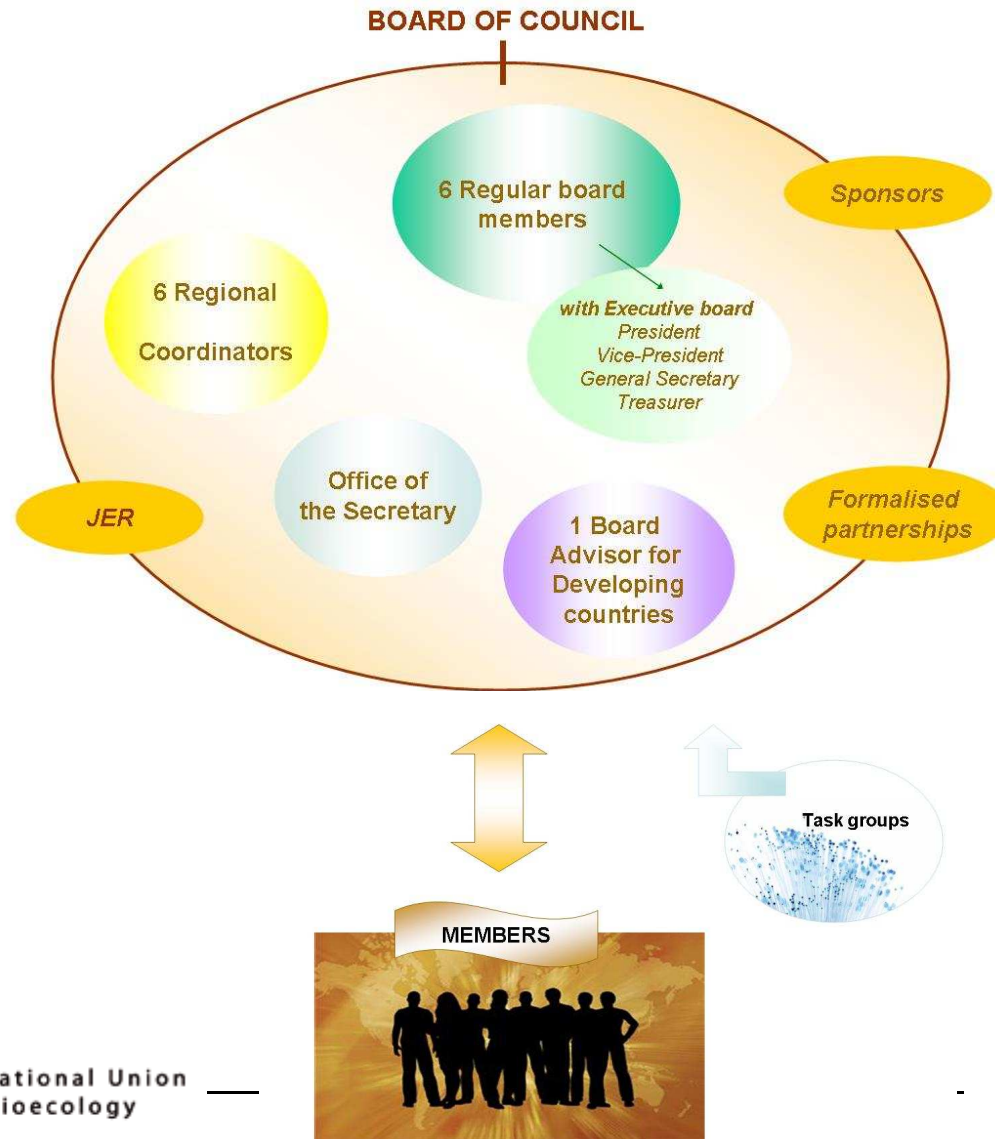 BOARD OF COUNCIL
6 Regular board
members
Sponsors
6 Regional
Coordinators
with Executive board
President
Vice-President
General Secretary
Treasurer
Office of
the Secretary
JER
Formalised
partnerships
1 Board
Advisor for
Developing
countries
Task groups
MEMBERS
ational Union
ioecology